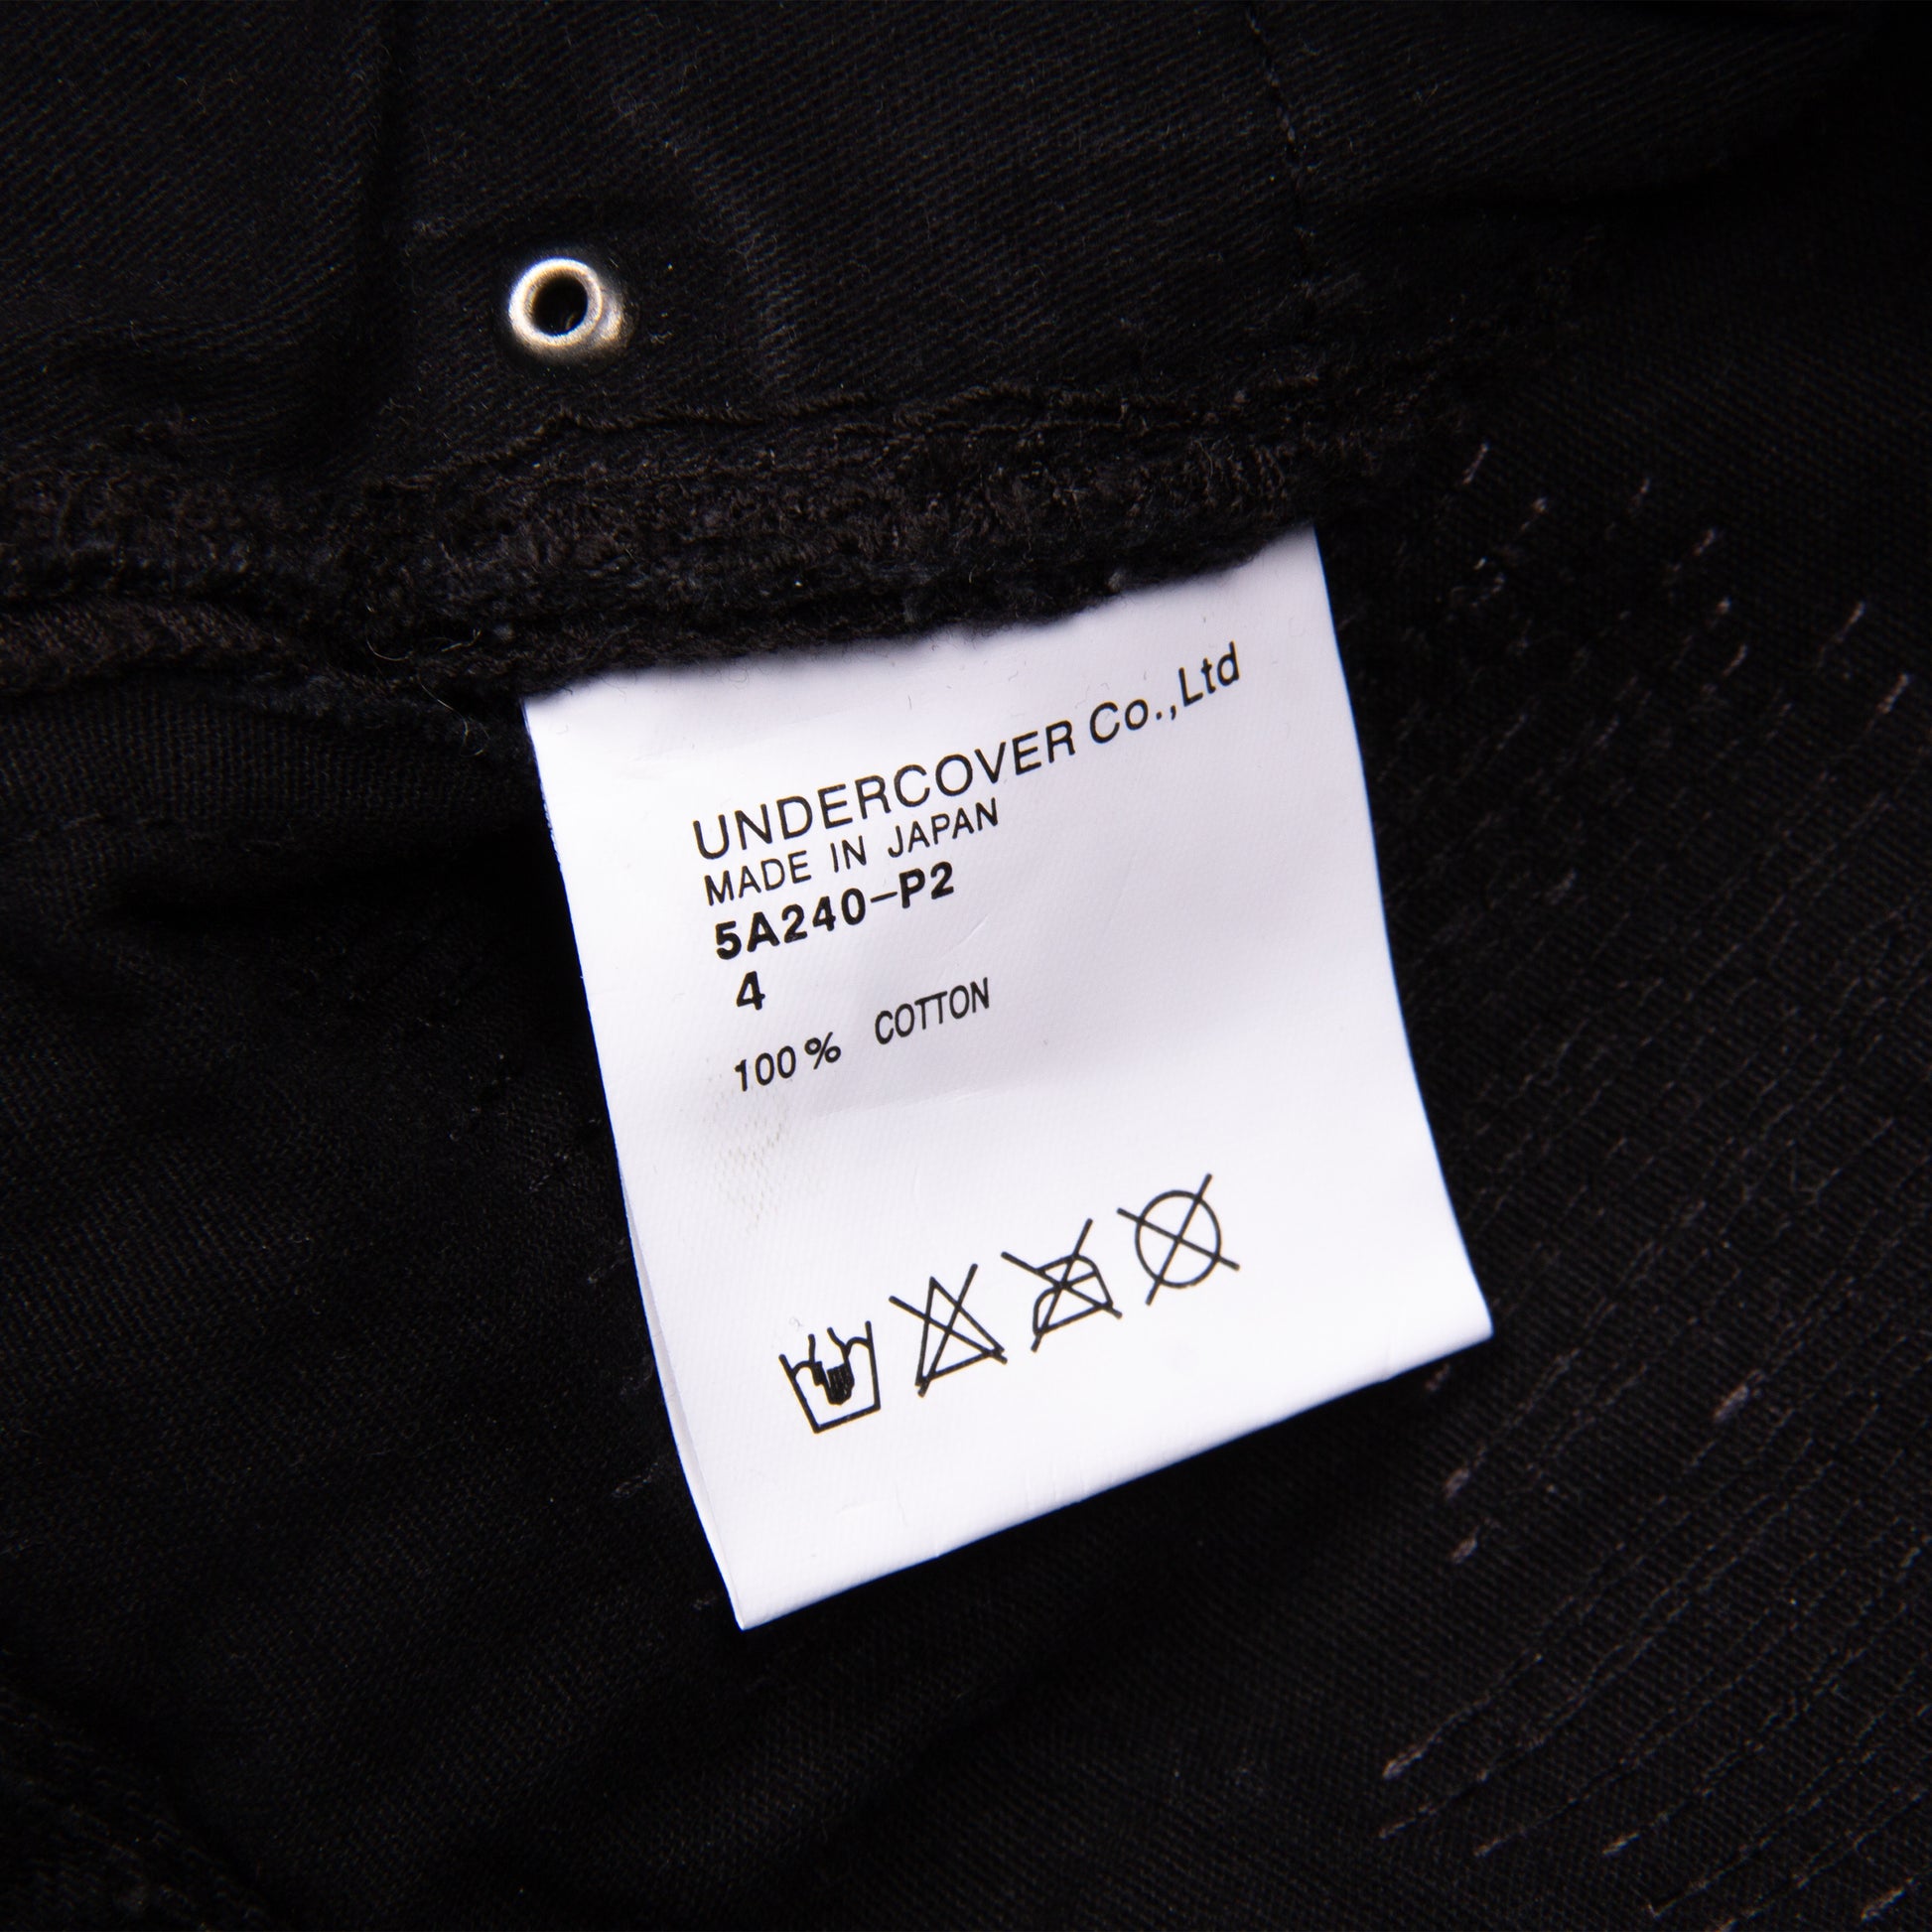 UNDERCOVER Co.,Ltd
MADE IN JAPAN
5A240-P2
4
100% COTTON